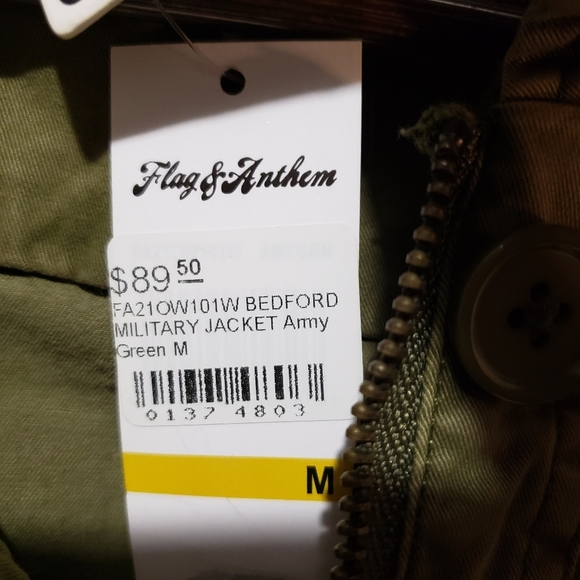 Flag & Anthem
$89 50
FA21OW101W BEDFORD
MILITARY JACKET Army
Green M
0137 4803
M